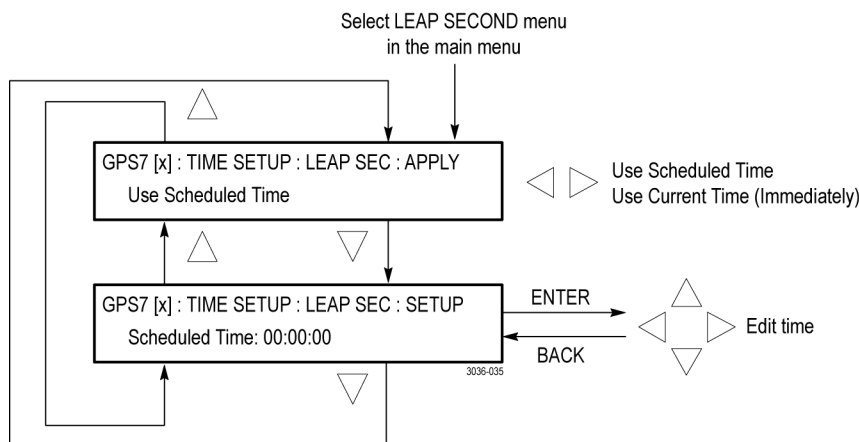 Select LEAP SECOND menu
in the main menu
GPS7 [x] : TIME SETUP : LEAP SEC : APPLY
Use Scheduled Time
Use Scheduled Time
Use Current Time (Immediately)
GPS7 [x] : TIME SETUP : LEAP SEC : SETUP
Scheduled Time: 00:00:00
ENTER
BACK
Edit time
3036-035